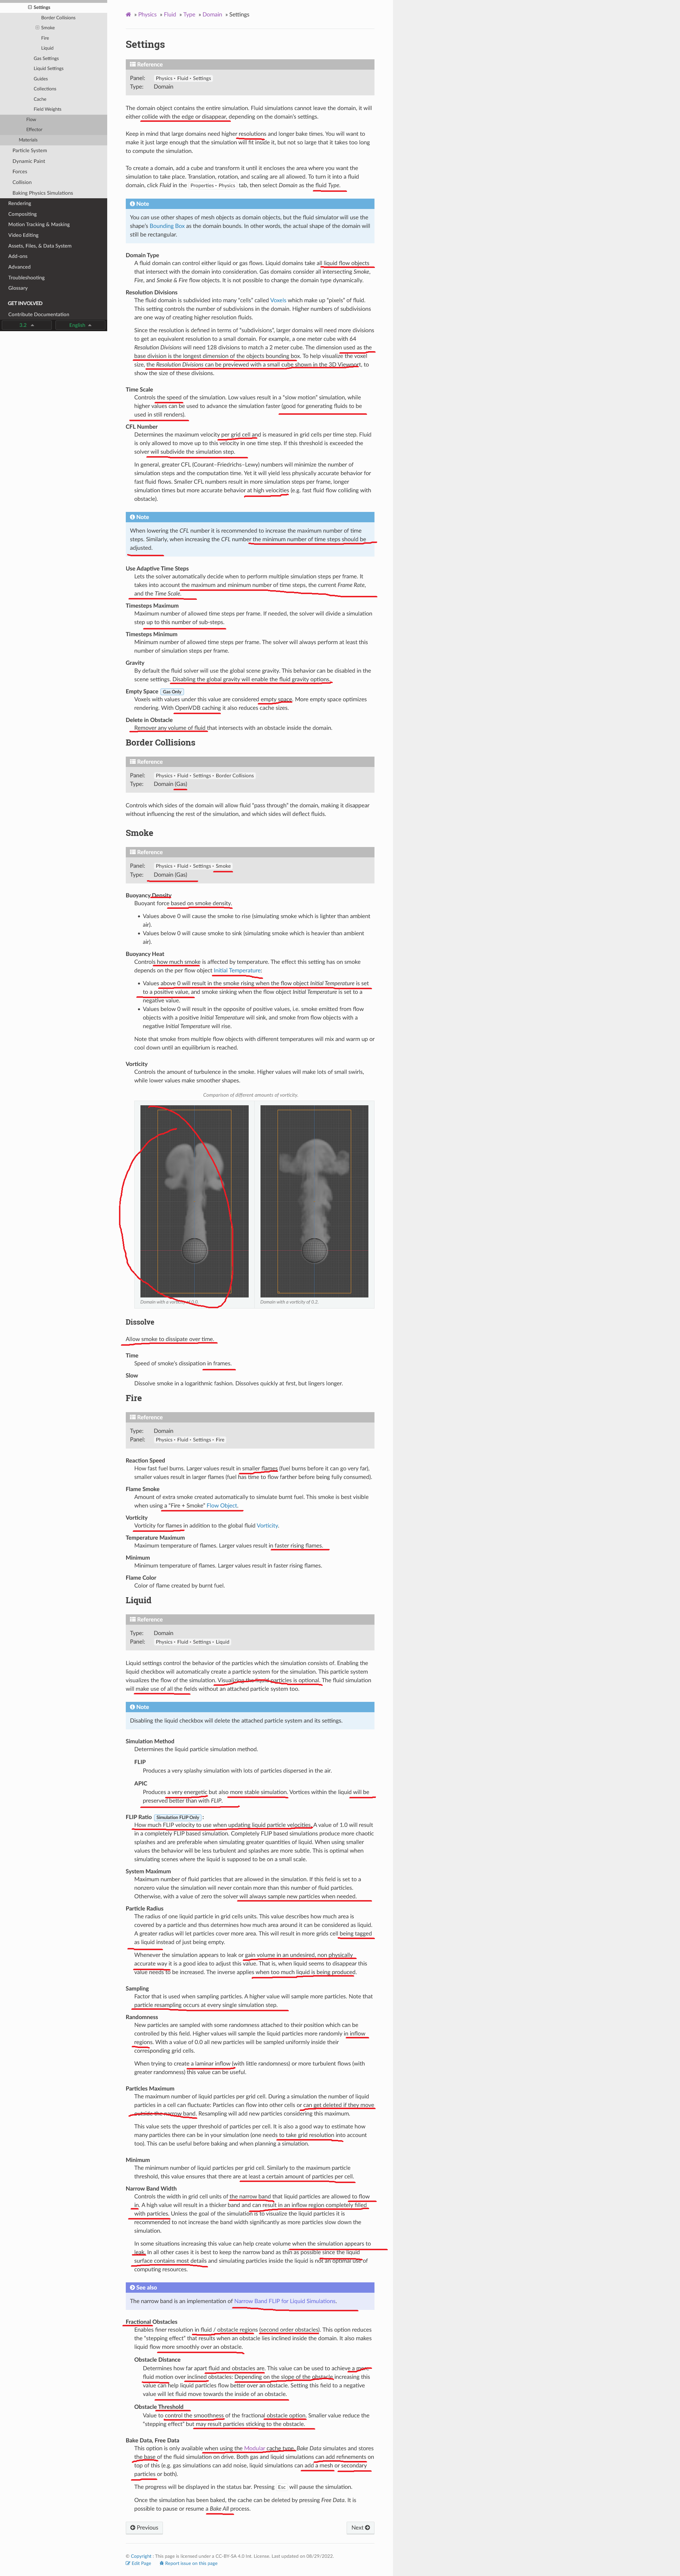 Settings
Border Collisions
Smoke
Fire
Liquid
Gas Settings
Liquid Settings
Guides
Collections
Cache
Field Weights
Flow
Effector
Materials
Particle System
Dynamic Paint
Forces
Collision
Baking Physics Simulations
Rendering
Compositing
Motion Tracking & Masking
Video Editing
Assets, Files, & Data System
Add-ons
Advanced
Troubleshooting
Glossary
GET INVOLVED
Contribute Documentation
3.2 English
» Physics » Fluid » Type » Domain » Settings
Settings
Reference
Panel: Physics ‣ Fluid ‣ Settings
Type: Domain
The domain object contains the entire simulation. Fluid simulations cannot leave the domain, it will
either collide with the edge or disappear, depending on the domain's settings.
Keep in mind that large domains need higher resolutions and longer bake times. You will want to
make it just large enough that the simulation will fit inside it, but not so large that it takes too long
to compute the simulation.
To create a domain, add a cube and transform it until it encloses the area where you want the
simulation to take place. Translation, rotation, and scaling are all allowed. To turn it into a fluid
domain, click Fluid in the Properties ‣ Physics tab, then select Domain as the fluid Type.
Note
You can use other shapes of mesh objects as domain objects, but the fluid simulator will use the
shape's Bounding Box as the domain bounds. In other words, the actual shape of the domain will
still be rectangular.
Domain Type
A fluid domain can control either liquid or gas flows. Liquid domains take all liquid flow objects
that intersect with the domain into consideration. Gas domains consider all intersecting Smoke,
Fire, and Smoke & Fire flow objects. It is not possible to change the domain type dynamically.
Resolution Divisions
The fluid domain is subdivided into many "cells" called Voxels which make up "pixels" of fluid.
This setting controls the number of subdivisions in the domain. Higher numbers of subdivisions
are one way of creating higher resolution fluids.
Since the resolution is defined in terms of "subdivisions", larger domains will need more divisions
to get an equivalent resolution to a small domain. For example, a one meter cube with 64
Resolution Divisions will need 128 divisions to match a 2 meter cube. The dimension used as the
base division is the longest dimension of the objects bounding box. To help visualize the voxel
size, the Resolution Divisions can be previewed with a small cube shown in the 3D Viewport, to
show the size of these divisions.
Time Scale
Controls the speed of the simulation. Low values result in a "slow motion" simulation, while
higher values can be used to advance the simulation faster (good for generating fluids to be
used in still renders).
CFL Number
Determines the maximum velocity per grid cell and is measured in grid cells per time step. Fluid
is only allowed to move up to this velocity in one time step. If this threshold is exceeded the
solver will subdivide the simulation step.
In general, greater CFL (Courant–Friedrichs–Lewy) numbers will minimize the number of
simulation steps and the computation time. Yet it will yield less physically accurate behavior for
fast fluid flows. Smaller CFL numbers result in more simulation steps per frame, longer
simulation times but more accurate behavior at high velocities (e.g. fast fluid flow colliding with
obstacle).
Note
When lowering the CFL number it is recommended to increase the maximum number of time
steps. Similarly, when increasing the CFL number the minimum number of time steps should be
adjusted.
Use Adaptive Time Steps
Lets the solver automatically decide when to perform multiple simulation steps per frame. It
takes into account the maximum and minimum number of time steps, the current Frame Rate,
and the Time Scale.
Timesteps Maximum
Maximum number of allowed time steps per frame. If needed, the solver will divide a simulation
step up to this number of sub-steps.
Timesteps Minimum
Minimum number of allowed time steps per frame. The solver will always perform at least this
number of simulation steps per frame.
Gravity
By default the fluid solver will use the global scene gravity. This behavior can be disabled in the
scene settings. Disabling the global gravity will enable the fluid gravity options.
Empty Space Gas Only
Voxels with values under this value are considered empty space. More empty space optimizes
rendering. With OpenVDB caching it also reduces cache sizes.
Delete in Obstacle
Remove any volume of fluid that intersects with an obstacle inside the domain.
Border Collisions
Reference
Panel: Physics ‣ Fluid ‣ Settings ‣ Border Collisions
Type: Domain (Gas)
Controls which sides of the domain will allow fluid "pass through" the domain, making it disappear
without influencing the rest of the simulation, and which sides will deflect fluids.
Smoke
Reference
Panel: Physics ‣ Fluid ‣ Settings ‣ Smoke
Type: Domain (Gas)
Buoyancy Density
Buoyant force based on smoke density.
• Values above 0 will cause the smoke to rise (simulating smoke which is lighter than ambient
air).
• Values below 0 will cause smoke to sink (simulating smoke which is heavier than ambient
air).
Buoyancy Heat
Controls how much smoke is affected by temperature. The effect this setting has on smoke
depends on the per flow object Initial Temperature:
• Values above 0 will result in the smoke rising when the flow object Initial Temperature is set
to a positive value, and smoke sinking when the flow object Initial Temperature is set to a
negative value.
• Values below 0 will result in the opposite of positive values, i.e. smoke emitted from flow
objects with a positive Initial Temperature will sink, and smoke from flow objects with a
negative Initial Temperature will rise.
Note that smoke from multiple flow objects with different temperatures will mix and warm up or
cool down until an equilibrium is reached.
Vorticity
Controls the amount of turbulence in the smoke. Higher values will make lots of small swirls,
while lower values make smoother shapes.
Comparison of different amounts of vorticity.
Domain with a vorticity of 0.0.
Domain with a vorticity of 0.2.
Dissolve
Allow smoke to dissipate over time.
Time
Speed of smoke's dissipation in frames.
Slow
Dissolve smoke in a logarithmic fashion. Dissolves quickly at first, but lingers longer.
Fire
Reference
Type: Domain
Panel: Physics ‣ Fluid ‣ Settings ‣ Fire
Reaction Speed
How fast fuel burns. Larger values result in smaller flames (fuel burns before it can go very far),
smaller values result in larger flames (fuel has time to flow farther before being fully consumed).
Flame Smoke
Amount of extra smoke created automatically to simulate burnt fuel. This smoke is best visible
when using a "Fire + Smoke" Flow Object.
Vorticity
Vorticity for flames in addition to the global fluid Vorticity.
Temperature Maximum
Maximum temperature of flames. Larger values result in faster rising flames.
Minimum
Minimum temperature of flames. Larger values result in faster rising flames.
Flame Color
Color of flame created by burnt fuel.
Liquid
Reference
Type: Domain
Panel: Physics ‣ Fluid ‣ Settings ‣ Liquid
Liquid settings control the behavior of the particles which the simulation consists of. Enabling the
liquid checkbox will automatically create a particle system for the simulation. This particle system
visualizes the flow of the simulation. Visualizing the liquid particles is optional. The fluid simulation
will make use of all the fields without an attached particle system too.
Note
Disabling the liquid checkbox will delete the attached particle system and its settings.
Simulation Method
Determines the liquid particle simulation method.
FLIP
Produces a very splashy simulation with lots of particles dispersed in the air.
APIC
Produces a very energetic but also more stable simulation. Vortices within the liquid will be
preserved better than with FLIP.
FLIP Ratio Simulation FLIP Only :
How much FLIP velocity to use when updating liquid particle velocities. A value of 1.0 will result
in a completely FLIP based simulation. Completely FLIP based simulations produce more chaotic
splashes and are preferable when simulating greater quantities of liquid. When using smaller
values the behavior will be less turbulent and splashes are more subtle. This is optimal when
simulating scenes where the liquid is supposed to be on a small scale.
System Maximum
Maximum number of fluid particles that are allowed in the simulation. If this field is set to a
nonzero value the simulation will never contain more than this number of fluid particles.
Otherwise, with a value of zero the solver will always sample new particles when needed.
Particle Radius
The radius of one liquid particle in grid cells units. This value describes how much area is
covered by a particle and thus determines how much area around it can be considered as liquid.
A greater radius will let particles cover more area. This will result in more grids cell being tagged
as liquid instead of just being empty.
Whenever the simulation appears to leak or gain volume in an undesired, non physically
accurate way it is a good idea to adjust this value. That is, when liquid seems to disappear this
value needs to be increased. The inverse applies when too much liquid is being produced.
Sampling
Factor that is used when sampling particles. A higher value will sample more particles. Note that
particle resampling occurs at every single simulation step.
Randomness
New particles are sampled with some randomness attached to their position which can be
controlled by this field. Higher values will sample the liquid particles more randomly in inflow
regions. With a value of 0.0 all new particles will be sampled uniformly inside their
corresponding grid cells.
When trying to create a laminar inflow (with little randomness) or more turbulent flows (with
greater randomness) this value can be useful.
Particles Maximum
The maximum number of liquid particles per grid cell. During a simulation the number of liquid
particles in a cell can fluctuate: Particles can flow into other cells or can get deleted if they move
outside the narrow band. Resampling will add new particles considering this maximum.
This value sets the upper threshold of particles per cell. It is also a good way to estimate how
many particles there can be in your simulation (one needs to take grid resolution into account
too). This can be useful before baking and when planning a simulation.
Minimum
The minimum number of liquid particles per grid cell. Similarly to the maximum particle
threshold, this value ensures that there are at least a certain amount of particles per cell.
Narrow Band Width
Controls the width in grid cell units of the narrow band that liquid particles are allowed to flow
in. A high value will result in a thicker band and can result in an inflow region completely filled
with particles. Unless the goal of the simulation is to visualize the liquid particles it is
recommended to not increase the band width significantly as more particles slow down the
simulation.
In some situations increasing this value can help create volume when the simulation appears to
leak. In all other cases it is best to keep the narrow band as thin as possible since the liquid
surface contains most details and simulating particles inside the liquid is not an optimal use of
computing resources.
See also
The narrow band is an implementation of Narrow Band FLIP for Liquid Simulations.
Fractional Obstacles
Enables finer resolution in fluid / obstacle regions (second order obstacles). This option reduces
the "stepping effect" that results when an obstacle lies inclined inside the domain. It also makes
liquid flow more smoothly over an obstacle.
Obstacle Distance
Determines how far apart fluid and obstacles are. This value can be used to achieve a more
fluid motion over inclined obstacles: Depending on the slope of the obstacle increasing this
value can help liquid particles flow better over an obstacle. Setting this field to a negative
value will let fluid move towards the inside of an obstacle.
Obstacle Threshold
Value to control the smoothness of the fractional obstacle option. Smaller value reduce the
"stepping effect" but may result particles sticking to the obstacle.
Bake Data, Free Data
This option is only available when using the Modular cache type. Bake Data simulates and stores
the base of the fluid simulation on drive. Both gas and liquid simulations can add refinements on
top of this (e.g. gas simulations can add noise, liquid simulations can add a mesh or secondary
particles or both).
The progress will be displayed in the status bar. Pressing Esc will pause the simulation.
Once the simulation has been baked, the cache can be deleted by pressing Free Data. It is
possible to pause or resume a Bake All process.
Previous
Next
© Copyright : This page is licensed under a CC-BY-SA 4.0 Int. License. Last updated on 08/29/2022.
Edit Page Report issue on this page